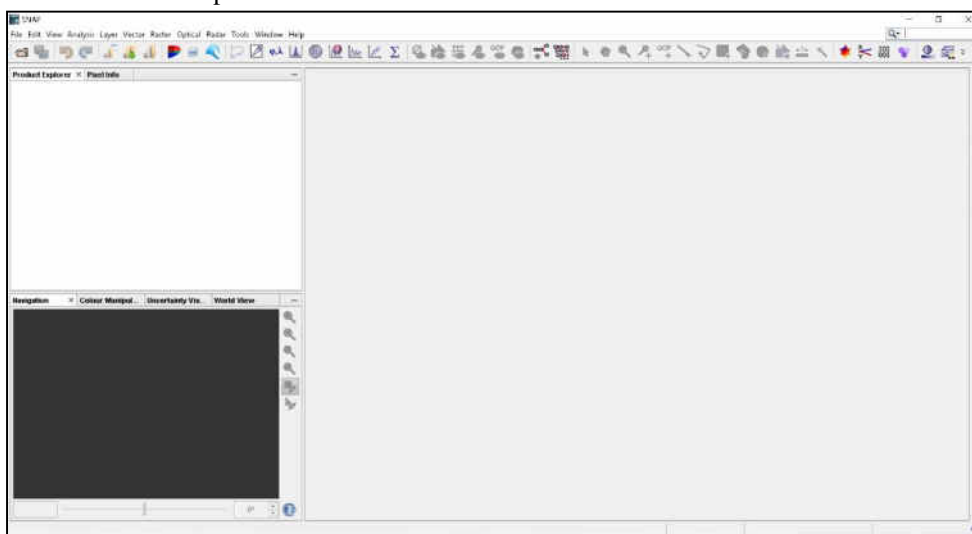 SNAP
File Edit View Analysis Layer Vector Raster Optical Radar Tools Window Help
Product Explorer × Pixel Info
Navigation × Colour Manipul... Uncertainty Vis... World View